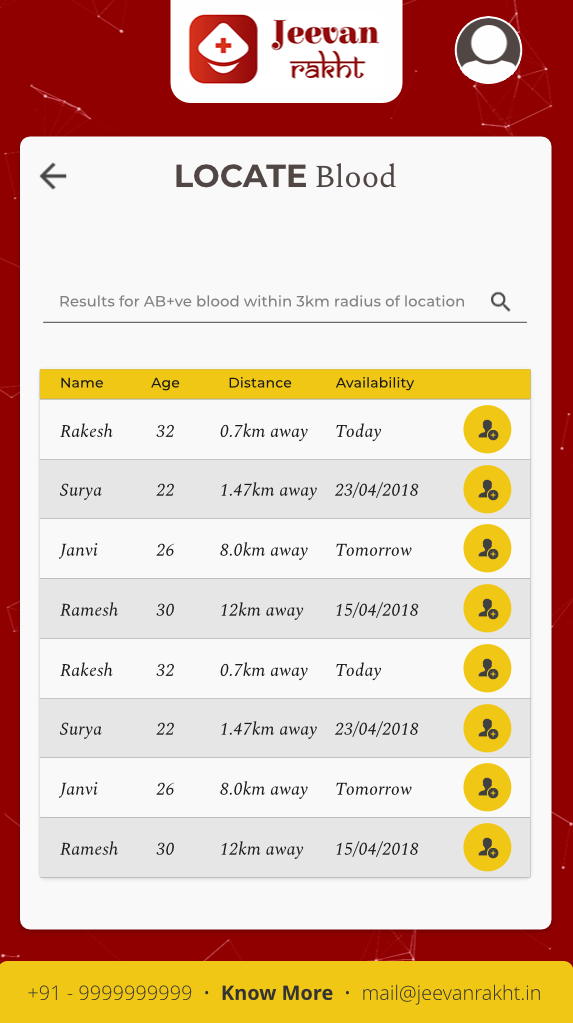 Jeevan
rakht
LOCATE Blood
Results for AB+ve blood within 3km radius of location
Name Age Distance Availability
Rakesh 32 0.7km away Today
Surya 22 1.47km away 23/04/2018
Janvi 26 8.0km away Tomorrow
Ramesh 30 12km away 15/04/2018
Rakesh 32 0.7km away Today
Surya 22 1.47km away 23/04/2018
Janvi 26 8.0km away Tomorrow
Ramesh 30 12km away 15/04/2018
+91 - 9999999999 · Know More · mail@jeevanrakht.in